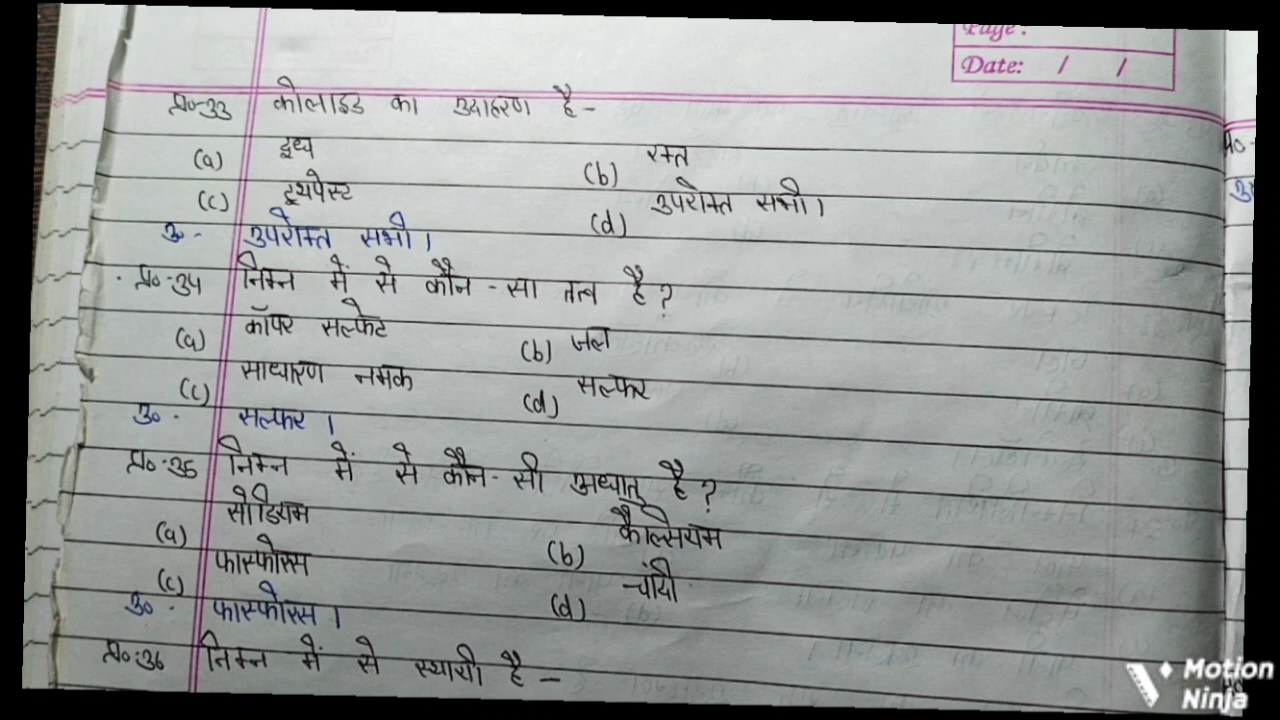 Page:
Date: / /
प्र०-33 कोलाइड का उदाहरण है -
(a) दूध (b) रक्त
(c) टूथपेस्ट (d) उपरोक्त सभी।
उ०- उपरोक्त सभी।
प्र०-34 निम्न में से कौन-सा तत्व है?
(a) कॉपर सल्फेट (b) जल
(c) साधारण नमक (d) सल्फर
उ०- सल्फर।
प्र०-35 निम्न में से कौन-सी अधातु है?
(a) सोडियम (b) कैल्सियम
(c) फास्फोरस (d) चांदी
उ०- फास्फोरस।
प्र०-36 निम्न में से स्थायी है -
Motion
Ninja